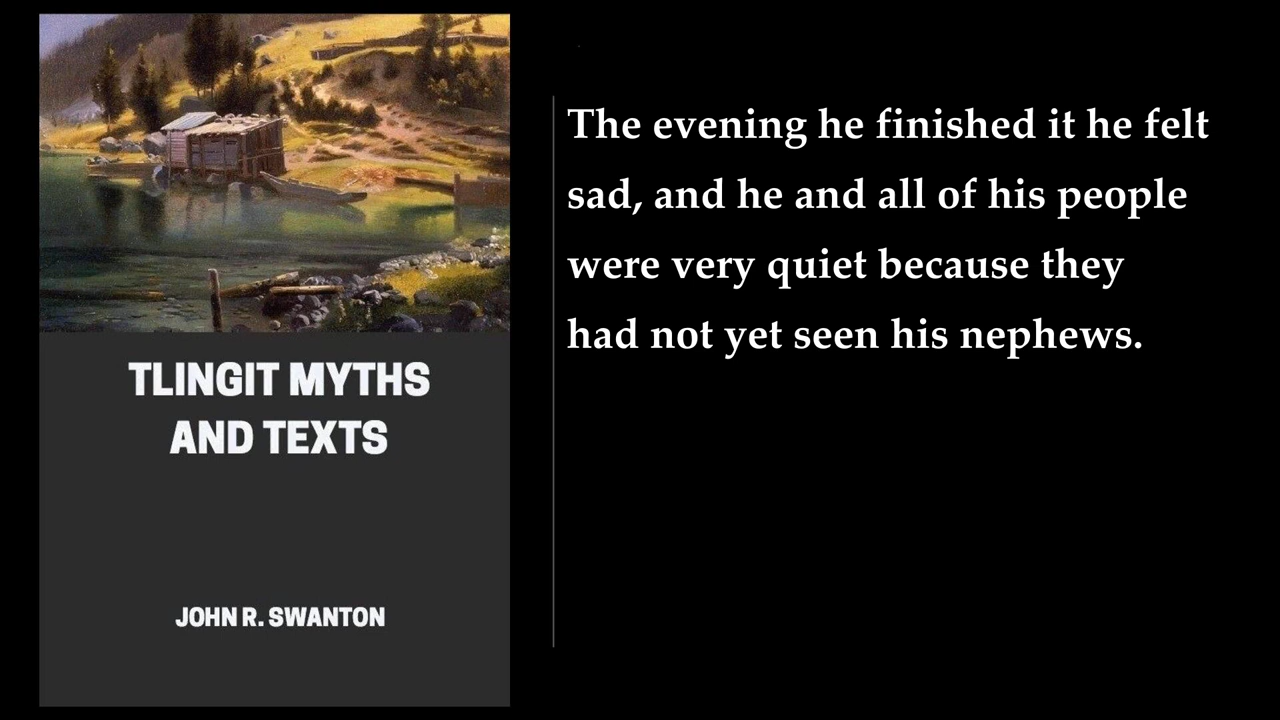 TLINGIT MYTHS
AND TEXTS
JOHN R. SWANTON
The evening he finished it he felt
sad, and he and all of his people
were very quiet because they
had not yet seen his nephews.